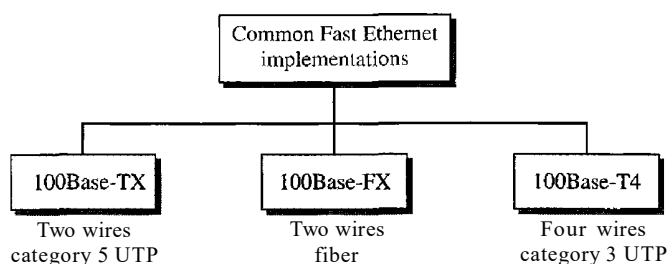 Common Fast Ethernet
implementations
100Base-TX
100Base-FX
100Base-T4
Two wires
category 5 UTP
Two wires
fiber
Four wires
category 3 UTP